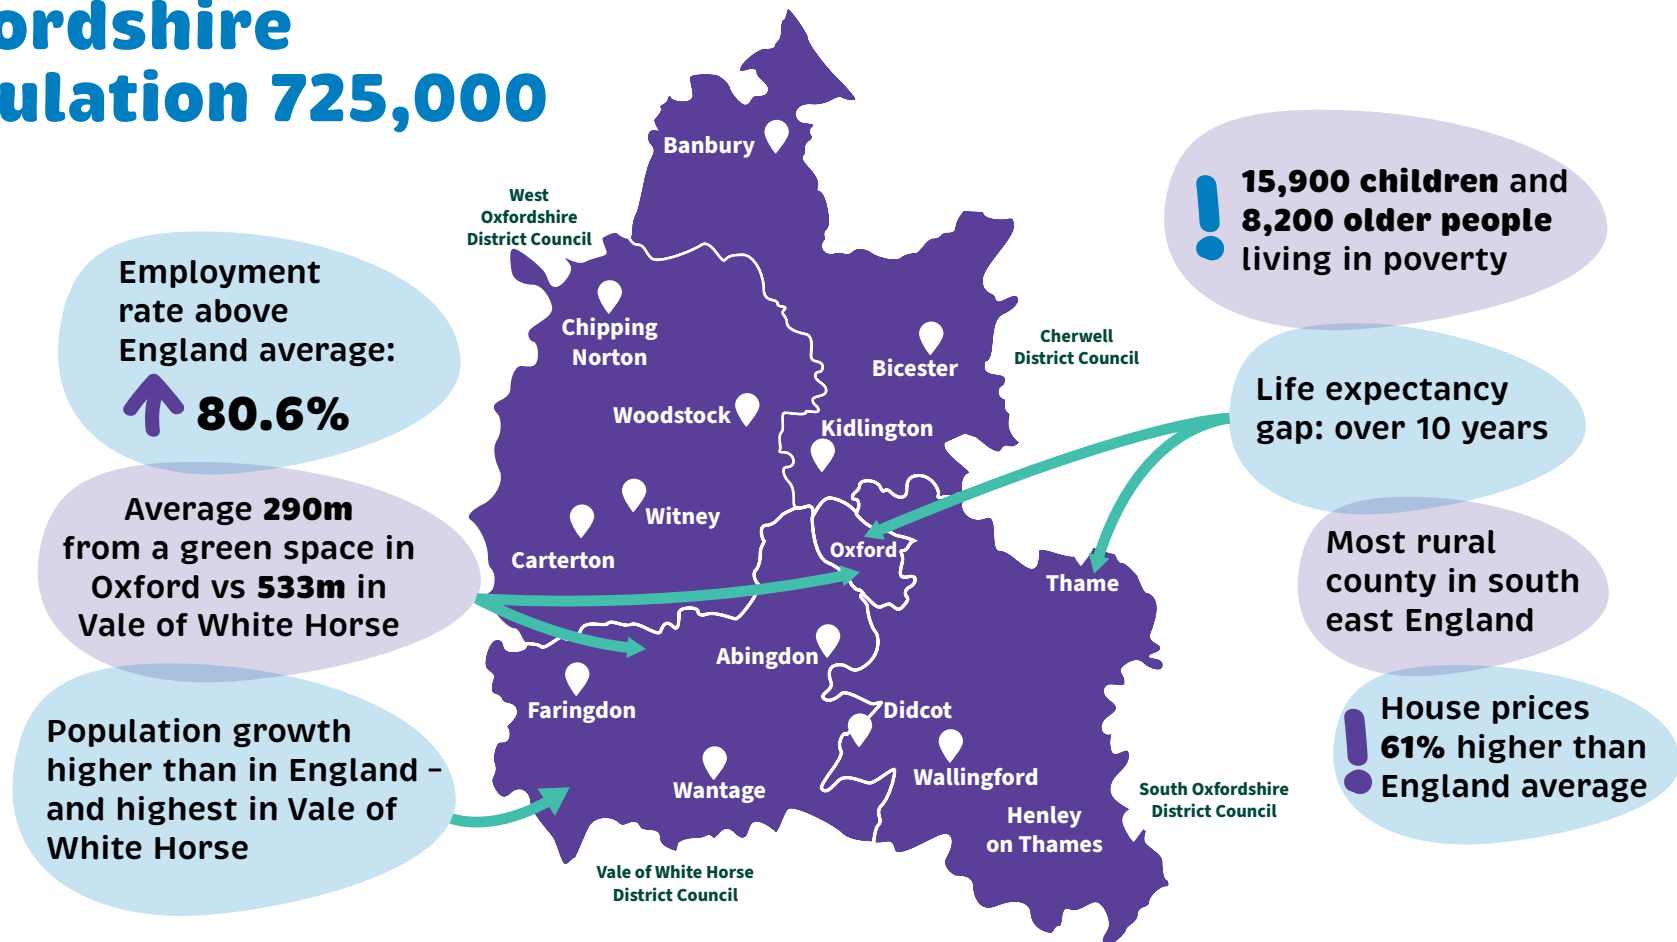 ordshire
ulation 725,000
Banbury
West
Oxfordshire
District Council
Chipping
Norton
Woodstock
Bicester
Kidlington
Cherwell
District Council
Witney
Carterton
Oxford
Thame
Abingdon
Faringdon
Didcot
Wantage
Wallingford
Henley
on Thames
South Oxfordshire
District Council
Vale of White Horse
District Council
Employment
rate above
England average:
80.6%
Average 290m
from a green space in
Oxford vs 533m in
Vale of White Horse
Population growth
higher than in England –
and highest in Vale of
White Horse
15,900 children and
8,200 older people
living in poverty
Life expectancy
gap: over 10 years
Most rural
county in south
east England
House prices
61% higher than
England average